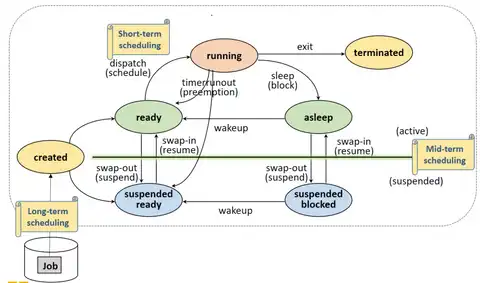 Short-term
scheduling
running
exit
terminated
dispatch
(schedule)
timerrunout
(preemption)
sleep
(block)
ready
asleep
wakeup
swap-in
(resume)
swap-in
(resume)
(active)
created
Mid-term
scheduling
swap-out
(suspend)
swap-out
(suspend)
(suspended)
suspended
ready
suspended
blocked
wakeup
Long-term
scheduling
Job